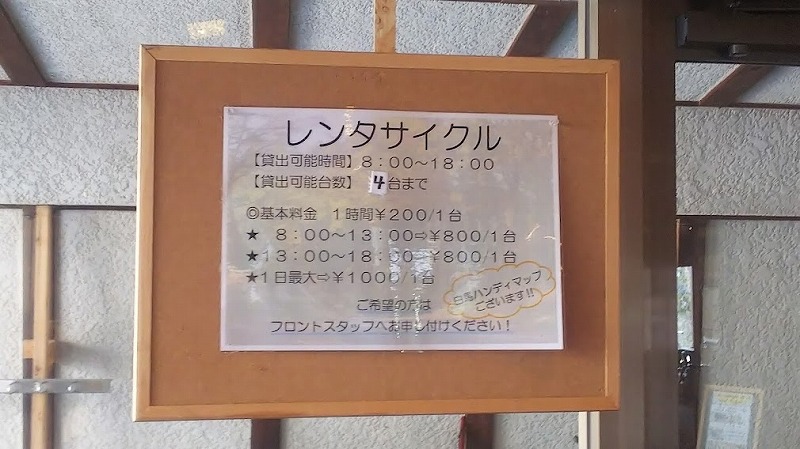 レンタサイクル
【貸出可能時間】8:00~18:00
【貸出可能台数】 4台まで
◎基本料金 1時間¥200/1台
★ 8:00~13:00⇨¥800/1台
★13:00~18:00⇨¥800/1台
★1日最大⇨¥1000/1台
白馬ハンディマップ
ございます!!
ご希望の方は
フロントスタッフへお申し付けください!